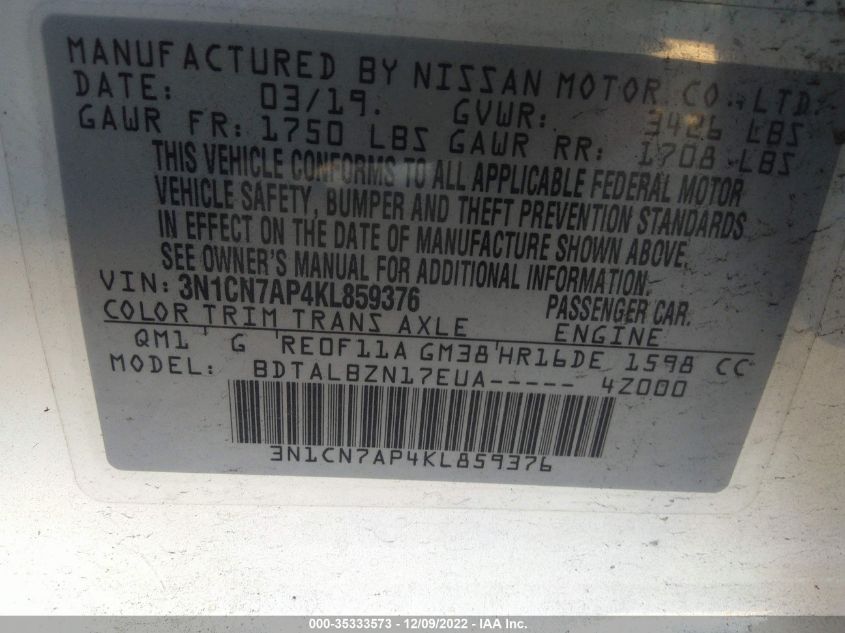 MANUFACTURED BY NISSAN MOTOR CO., LTD.
DATE: 03/19. GVWR: 3426 LBS
GAWR FR: 1750 LBS GAWR RR: 1708 LBS
THIS VEHICLE CONFORMS TO ALL APPLICABLE FEDERAL MOTOR
VEHICLE SAFETY, BUMPER AND THEFT PREVENTION STANDARDS
IN EFFECT ON THE DATE OF MANUFACTURE SHOWN ABOVE.
SEE OWNER'S MANUAL FOR ADDITIONAL INFORMATION.
VIN: 3N1CN7AP4KL859376 PASSENGER CAR.
COLOR TRIM TRANS AXLE ENGINE
QM1 G RE0F11A GM38 HR16DE 1598 CC
MODEL: BDTALBZN17EUA----- 4Z000
3N1CN7AP4KL859376
000-35333573 - 12/09/2022 - IAA Inc.